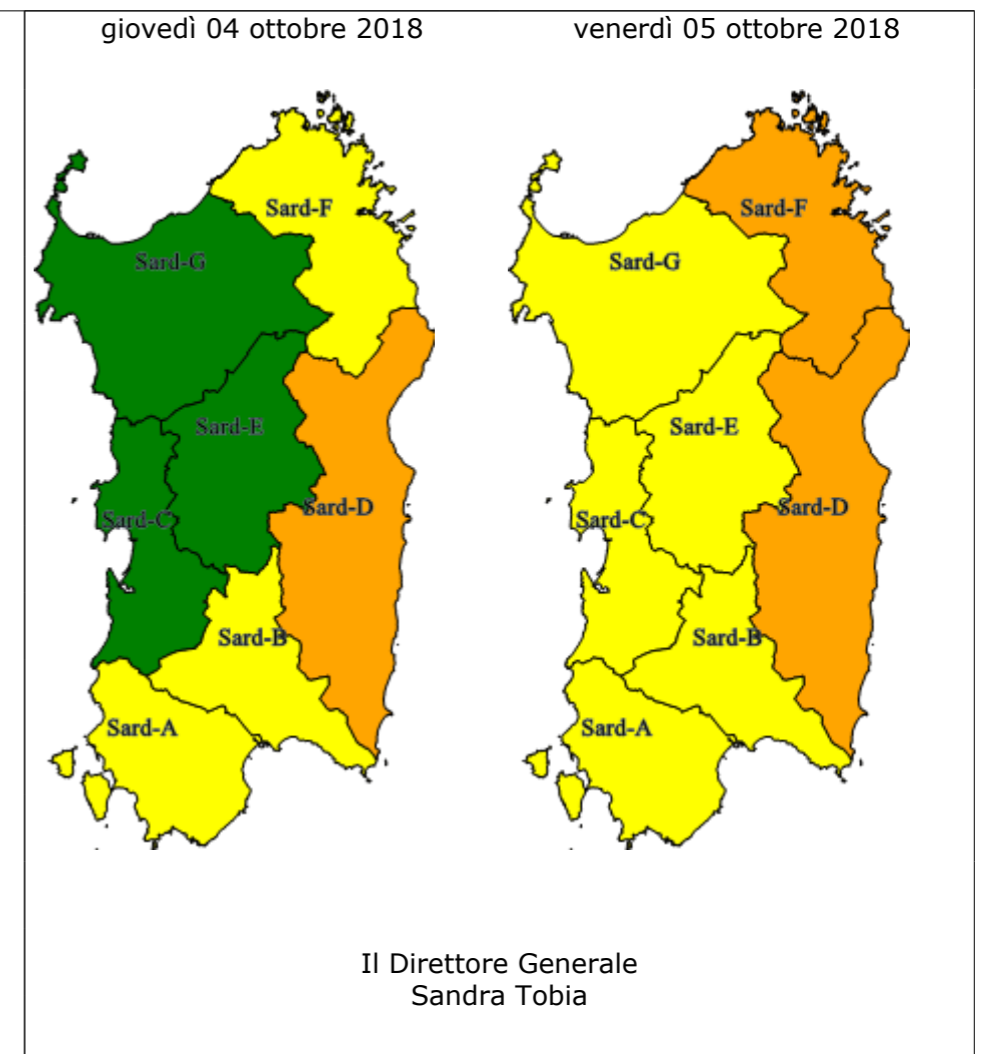 giovedì 04 ottobre 2018
venerdì 05 ottobre 2018
Sard-F
Sard-G
Sard-E
Sard-D
Sard-C
Sard-B
Sard-A
Sard-F
Sard-G
Sard-E
Sard-D
Sard-C
Sard-B
Sard-A
Il Direttore Generale
Sandra Tobia